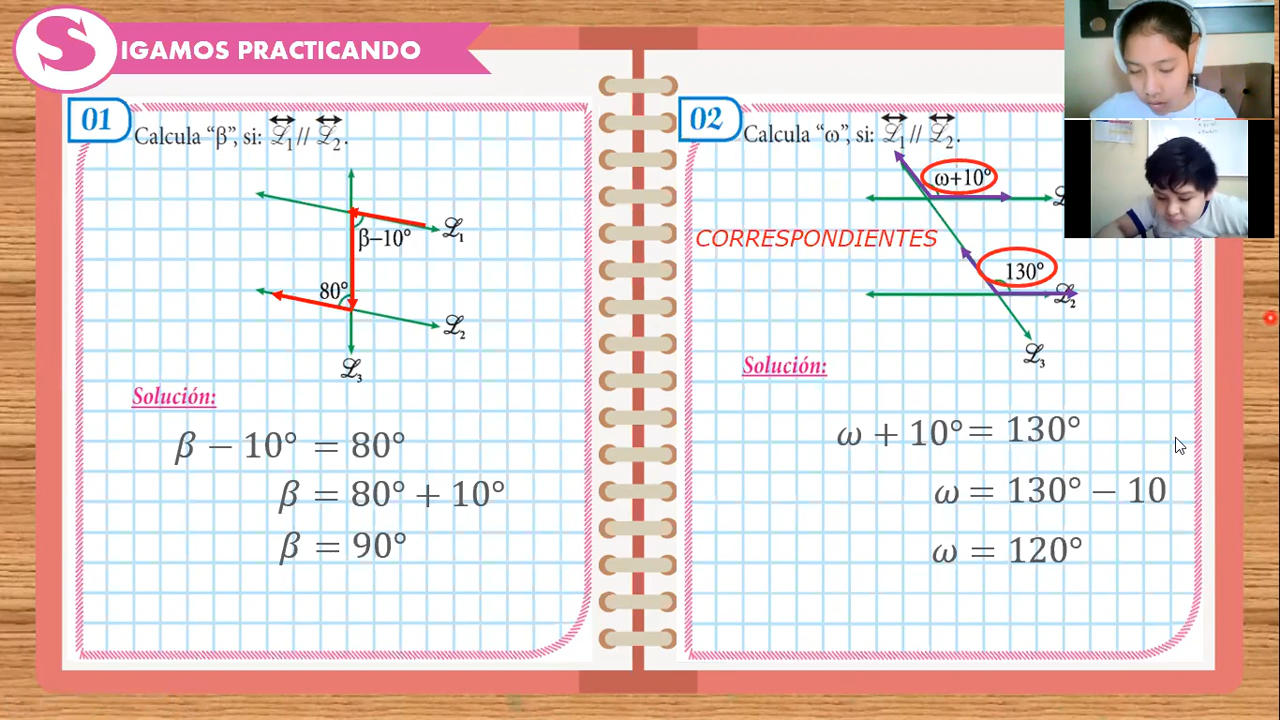 SIGAMOS PRACTICANDO
01
Calcula “β”, si: ℒ₁ // ℒ₂.
ℒ₁
β–10°
80°
ℒ₂
ℒ₃
Solución:
β − 10° = 80°
β = 80° + 10°
β = 90°
02
Calcula “ω”, si: ℒ₁ // ℒ₂.
ω+10°
CORRESPONDIENTES
130°
ℒ₂
ℒ₃
Solución:
ω + 10° = 130°
ω = 130° − 10
ω = 120°